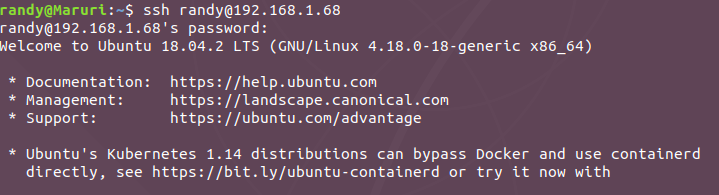 randy@Maruri:~$ ssh randy@192.168.1.68
randy@192.168.1.68's password:
Welcome to Ubuntu 18.04.2 LTS (GNU/Linux 4.18.0-18-generic x86_64)
* Documentation:  https://help.ubuntu.com
* Management:     https://landscape.canonical.com
* Support:        https://ubuntu.com/advantage
* Ubuntu's Kubernetes 1.14 distributions can bypass Docker and use containerd
directly, see https://bit.ly/ubuntu-containerd or try it now with